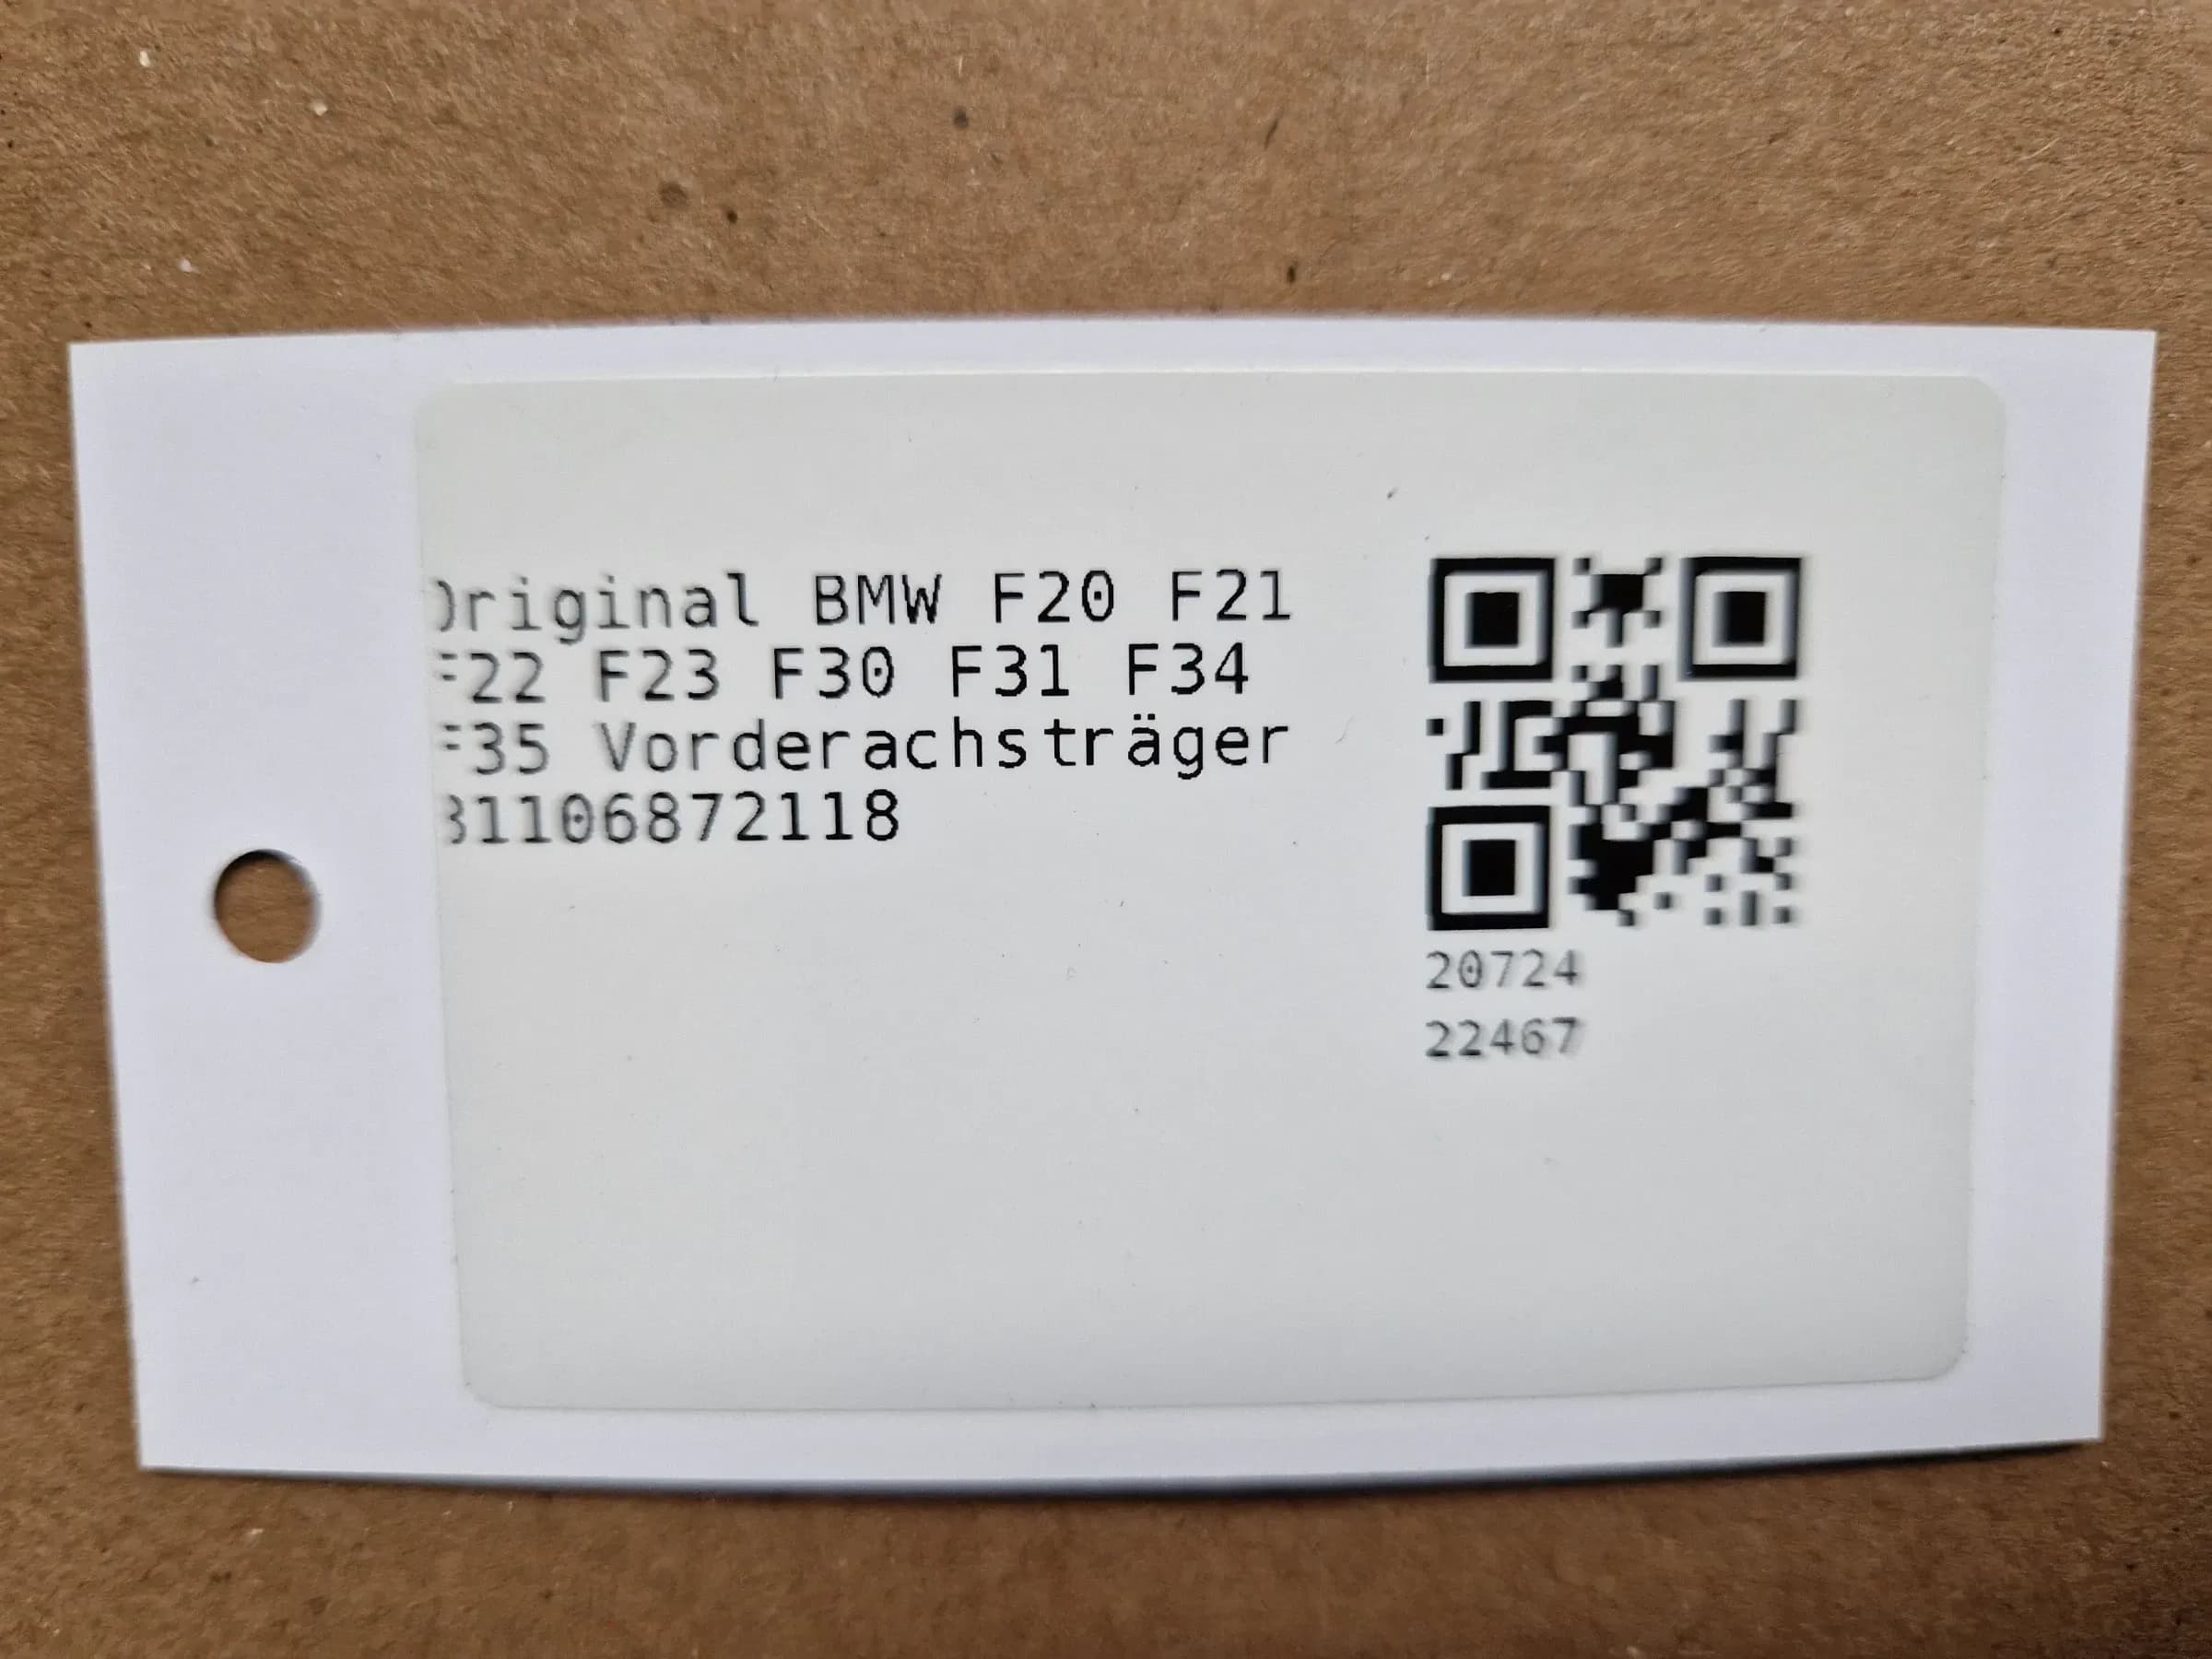 Original BMW F20 F21
F22 F23 F30 F31 F34
F35 Vorderachsträger
31106872118
20724
22467